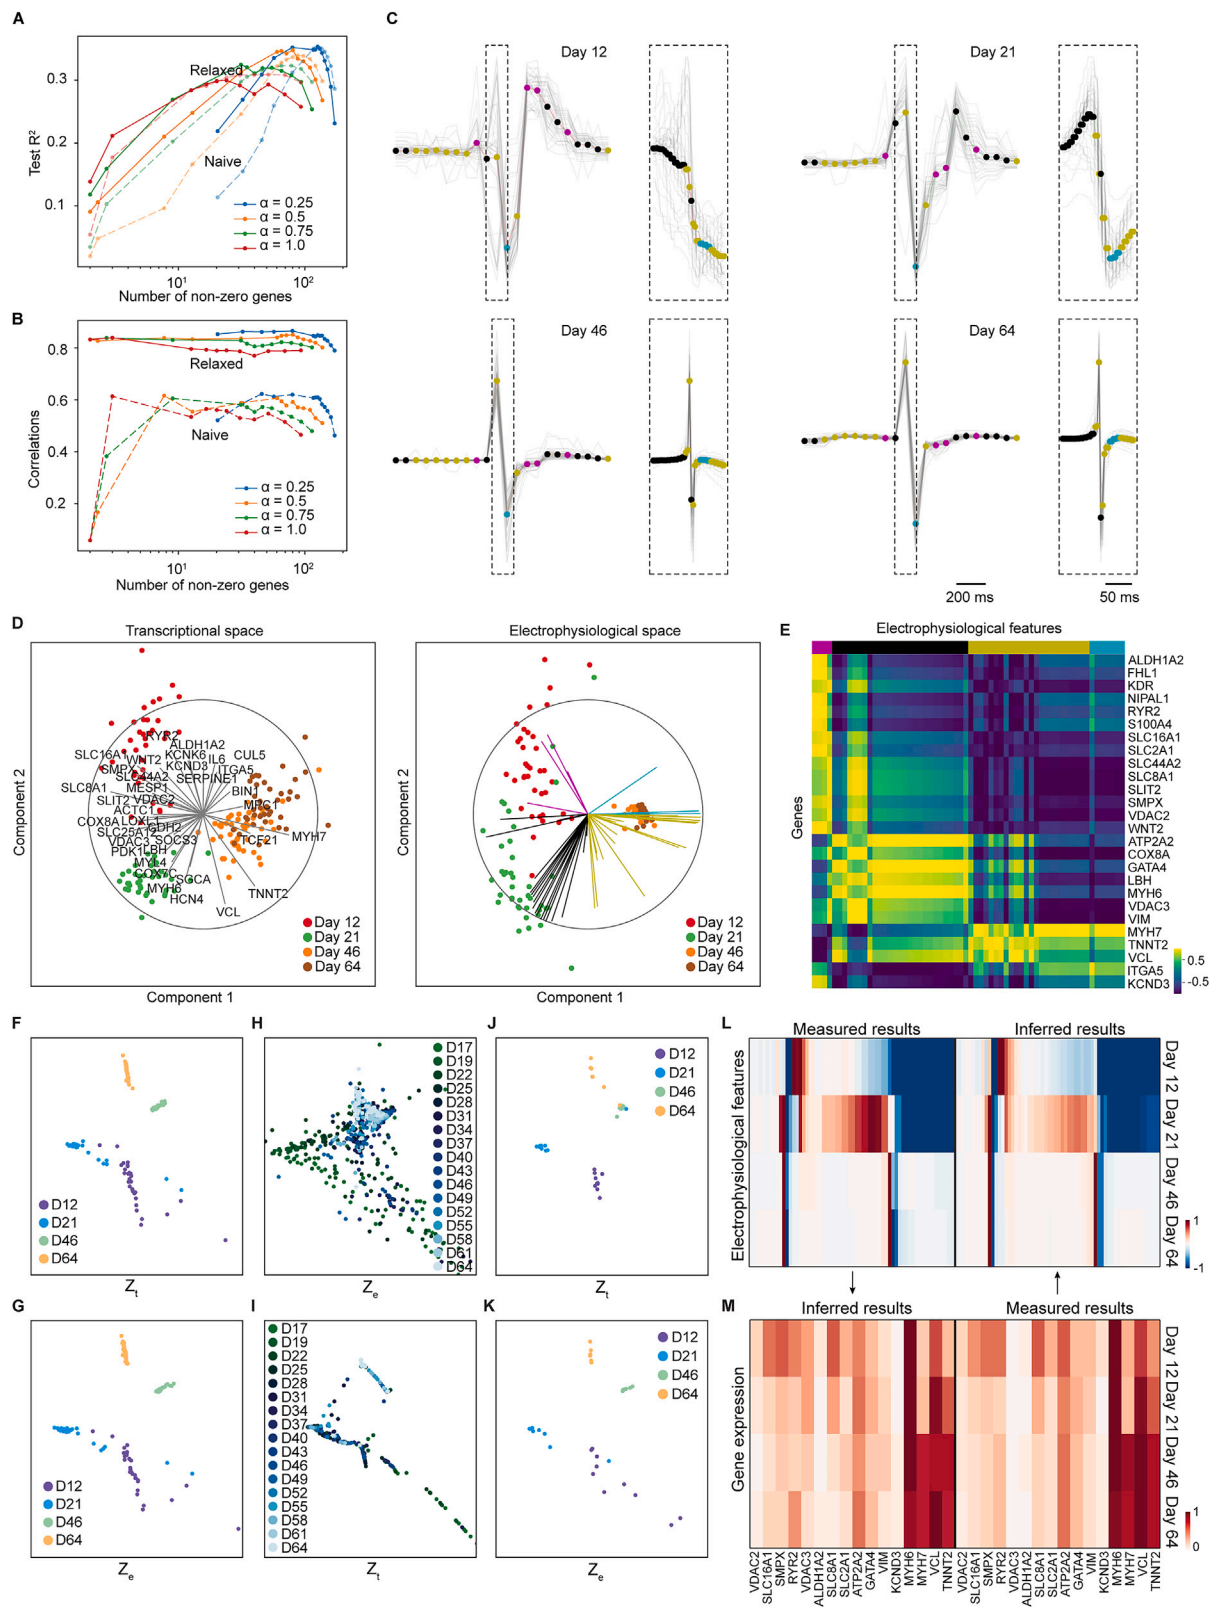 A
Test R²
0.3
0.2
0.1
Relaxed
Naive
α = 0.25
α = 0.5
α = 0.75
α = 1.0
10¹
10²
Number of non-zero genes
B
Correlations
0.8
0.6
0.4
0.2
Relaxed
Naive
α = 0.25
α = 0.5
α = 0.75
α = 1.0
10¹
10²
Number of non-zero genes
C
Day 12
Day 21
Day 46
Day 64
200 ms
50 ms
D
Transcriptional space
Component 2
RYR2
ALDH1A2
SLC16A1
KCNK6
IL6
CUL5
WNT2
KCND3
ITGA5
SMPX
SLC44A2
SERPINE1
SLC8A1
MESP1
BIN1
SLIT2
VDAC2
MPC1
ACTC1
COX8A
LOXL1
SLC25A12
GDH2
VDAC3
SOCS3
TCF21
MYH7
PDK1
LBH
MYL4
COX7C
SGCA
MYH6
HCN4
TNNT2
VCL
Day 12
Day 21
Day 46
Day 64
Component 1
Electrophysiological space
Component 2
Day 12
Day 21
Day 46
Day 64
Component 1
E
Electrophysiological features
Genes
ALDH1A2
FHL1
KDR
NIPAL1
RYR2
S100A4
SLC16A1
SLC2A1
SLC44A2
SLC8A1
SLIT2
SMPX
VDAC2
WNT2
ATP2A2
COX8A
GATA4
LBH
MYH6
VDAC3
VIM
MYH7
TNNT2
VCL
ITGA5
KCND3
0.5
-0.5
F
D12
D21
D46
D64
Zt
H
D17
D19
D22
D25
D28
D31
D34
D37
D40
D43
D46
D49
D52
D55
D58
D61
D64
Ze
J
D12
D21
D46
D64
Zt
G
D12
D21
D46
D64
Ze
I
D17
D19
D22
D25
D28
D31
D34
D37
D40
D43
D46
D49
D52
D55
D58
D61
D64
Zt
K
D12
D21
D46
D64
Ze
L
Measured results
Inferred results
Electrophysiological features
Day 12
Day 21
Day 46
Day 64
1
-1
M
Inferred results
Measured results
Gene expression
Day 12
Day 21
Day 46
Day 64
1
0
VDAC2
SLC16A1
SMPX
RYR2
VDAC3
ALDH1A2
SLC8A1
SLC2A1
ATP2A2
GATA4
VIM
KCND3
MYH6
MYH7
VCL
TNNT2
VDAC2
SLC16A1
SMPX
RYR2
VDAC3
ALDH1A2
SLC8A1
SLC2A1
ATP2A2
GATA4
VIM
KCND3
MYH6
MYH7
VCL
TNNT2